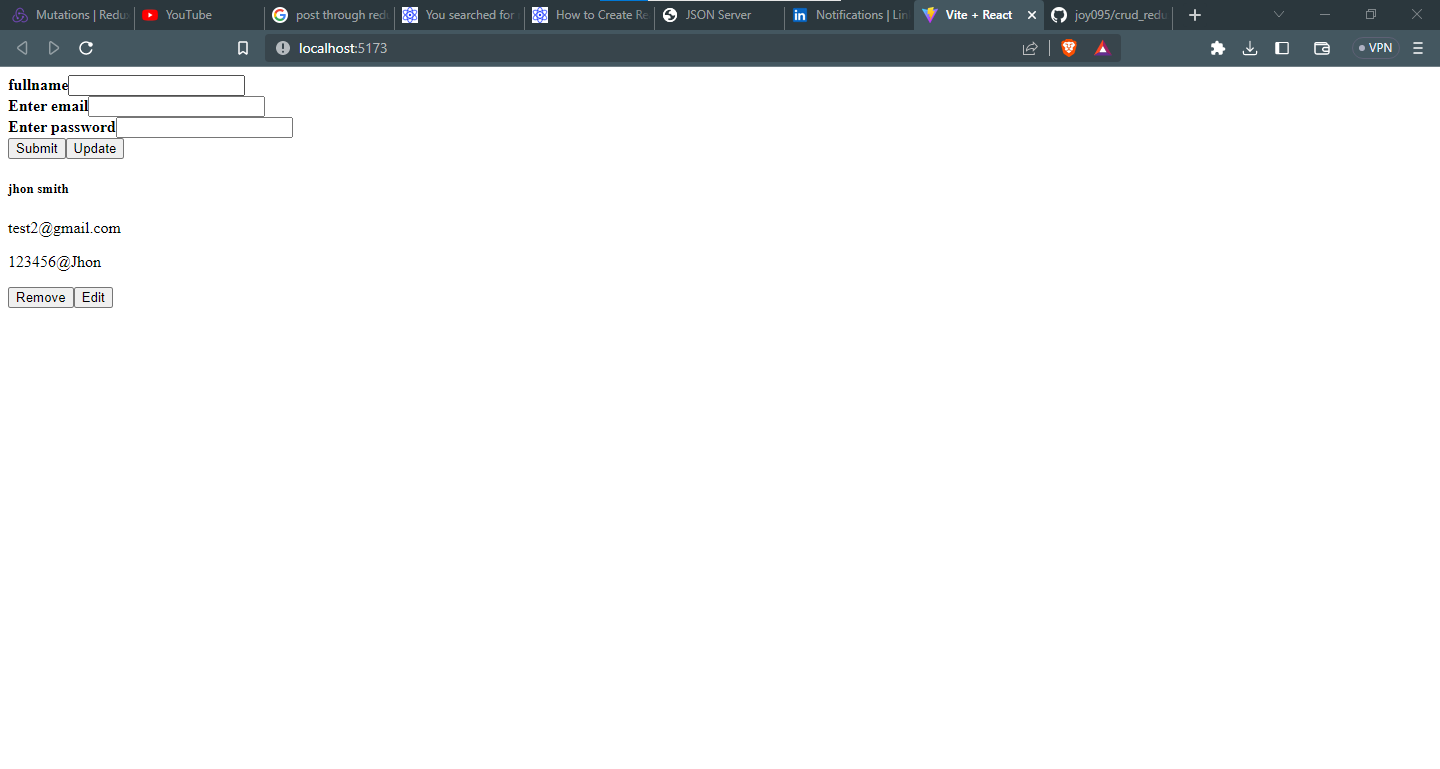 Mutations | Redux
YouTube
post through redu
You searched for
How to Create Re
JSON Server
Notifications | Lin
Vite + React
joy095/crud_redu
localhost:5173
VPN
fullname
Enter email
Enter password
Submit Update
jhon smith
test2@gmail.com
123456@Jhon
Remove Edit